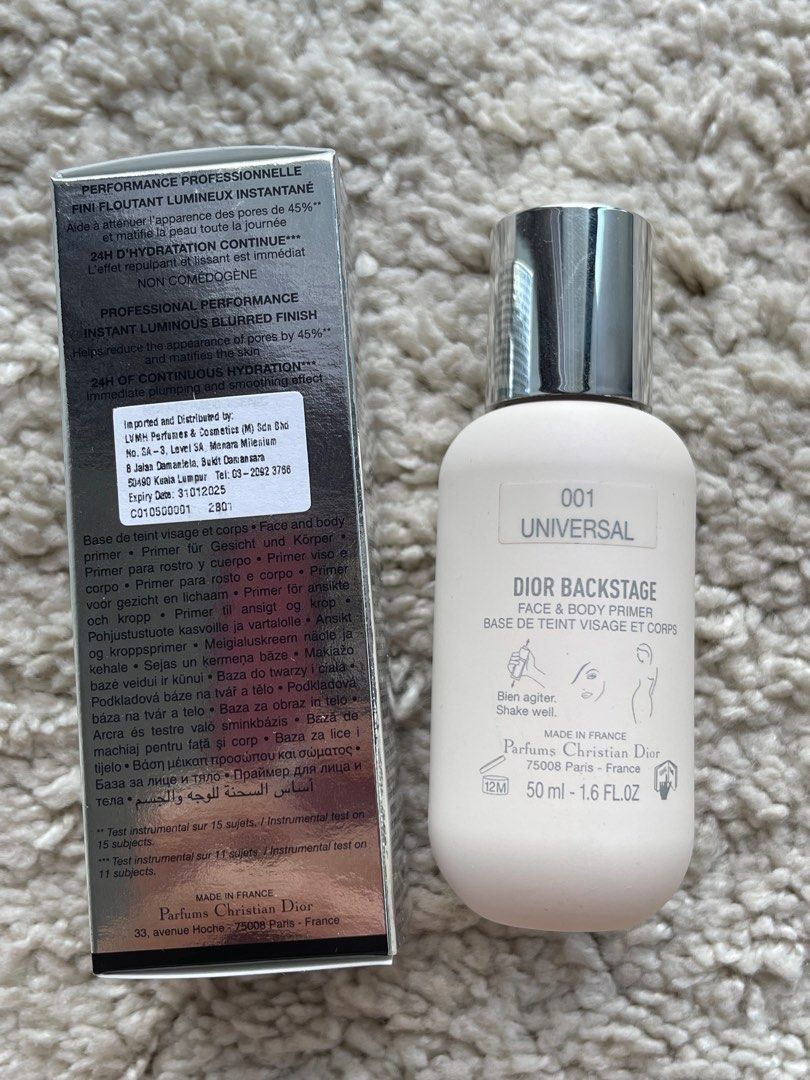 PERFORMANCE PROFESSIONNELLE
FINI FLOUTANT LUMINEUX INSTANTANÉ
Aide à atténuer l'apparence des pores de 45%**
et matifie la peau toute la journée
24H D'HYDRATATION CONTINUE***
L'effet repulpant et lissant est immédiat
NON COMÉDOGÈNE
PROFESSIONAL PERFORMANCE
INSTANT LUMINOUS BLURRED FINISH
Helps reduce the appearance of pores by 45%**
and matifies the skin
24H OF CONTINUOUS HYDRATION***
Immediate plumping and smoothing effect
Imported and Distributed by:
LVMH Perfumes & Cosmetics (M) Sdn Bhd
No. SA-3, Level SA, Menara Milenium
8 Jalan Damanlela, Bukit Damansara
50490 Kuala Lumpur Tel: 03-2092 3766
Expiry Date: 31012025
C010500001 2B01
Base de teint visage et corps • Face and body
primer • Primer für Gesicht und Körper •
Primer para rostro y cuerpo • Primer viso e
corpo • Primer para rosto e corpo • Primer
voor gezicht en lichaam • Primer för ansikte
och kropp • Primer til ansigt og krop •
Pohjustustuote kasvoille ja vartalolle • Ansikt
og kroppsprimer • Meigialuskreem näole ja
kehale • Sejas un ķermeņa bāze • Makiažo
bazė veidui ir kūnui • Baza do twarzy i ciała •
Podkladová báze na tvář a tělo • Podkladová
báza na tvár a telo • Baza za obraz in telo •
Arcra és testre való sminkbázis • Bază de
machiaj pentru față și corp • Baza za lice i
tijelo • Βάση μέικαπ προσώπου και σώματος •
База за лице и тяло • Праймер для лица и
тела • أساس السحنة للوجه والجسم
** Test instrumental sur 15 sujets. / Instrumental test on
15 subjects.
*** Test instrumental sur 11 sujets. / Instrumental test on
11 subjects.
MADE IN FRANCE
Parfums Christian Dior
33, avenue Hoche - 75008 Paris - France
001
UNIVERSAL
DIOR BACKSTAGE
FACE & BODY PRIMER
BASE DE TEINT VISAGE ET CORPS
Bien agiter.
Shake well.
MADE IN FRANCE
Parfums Christian Dior
75008 Paris - France
12M
50 ml - 1.6 FL.OZ